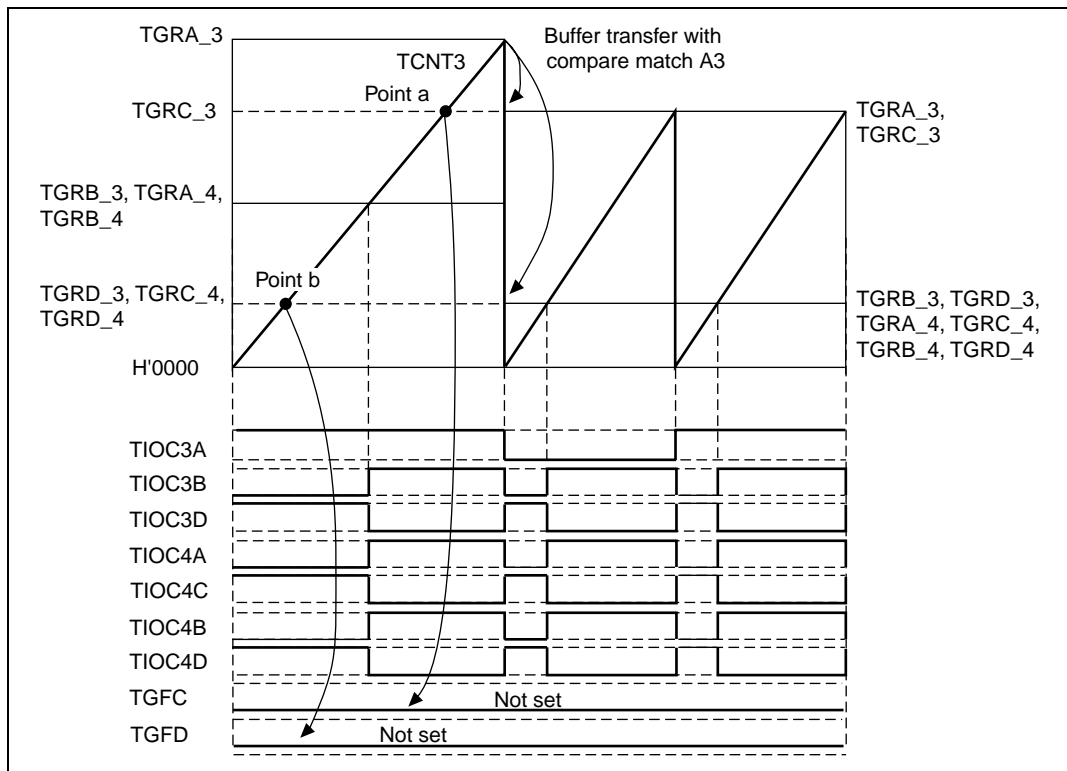 TGRA_3
TCNT3
Buffer transfer with
compare match A3
Point a
TGRC_3
TGRA_3,
TGRC_3
TGRB_3, TGRA_4,
TGRB_4
Point b
TGRD_3, TGRC_4,
TGRD_4
TGRB_3, TGRD_3,
TGRA_4, TGRC_4,
TGRB_4, TGRD_4
H'0000
TIOC3A
TIOC3B
TIOC3D
TIOC4A
TIOC4C
TIOC4B
TIOC4D
TGFC
Not set
TGFD
Not set